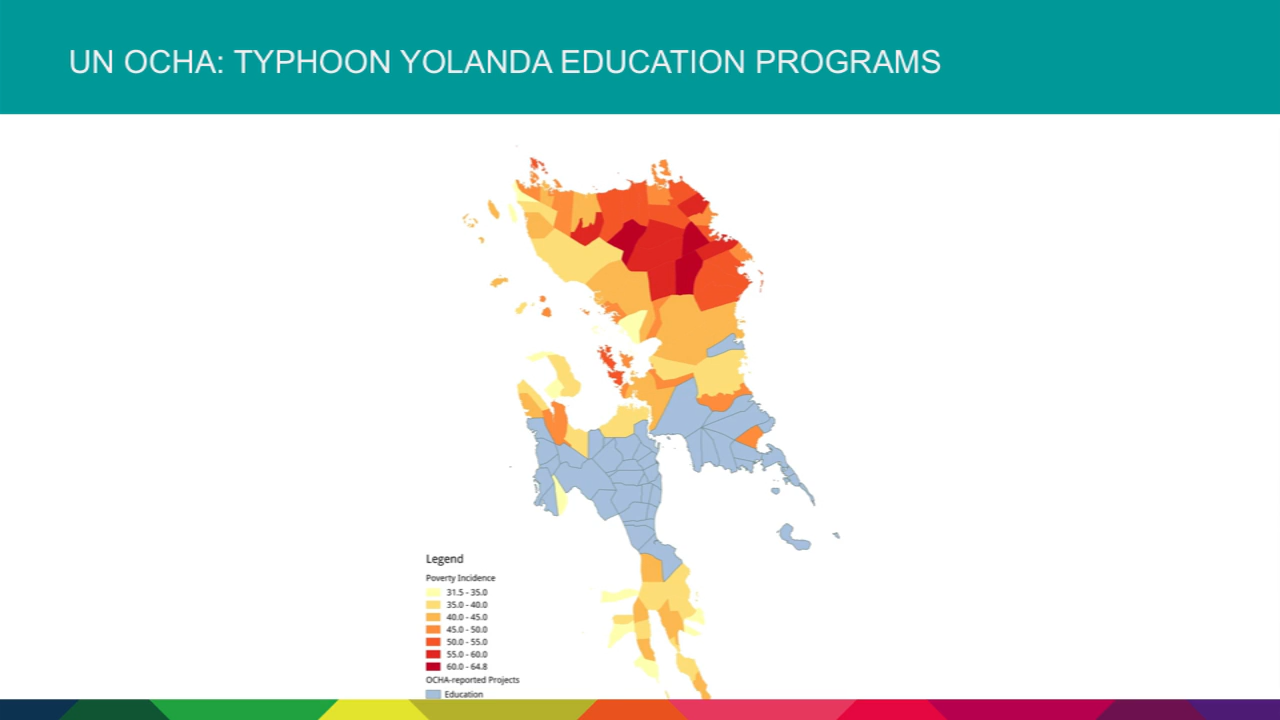 UN OCHA: TYPHOON YOLANDA EDUCATION PROGRAMS
Legend
Poverty Incidence
31.5 - 35.0
35.0 - 40.0
40.0 - 45.0
45.0 - 50.0
50.0 - 55.0
55.0 - 60.0
60.0 - 64.8
OCHA-reported Projects
Education